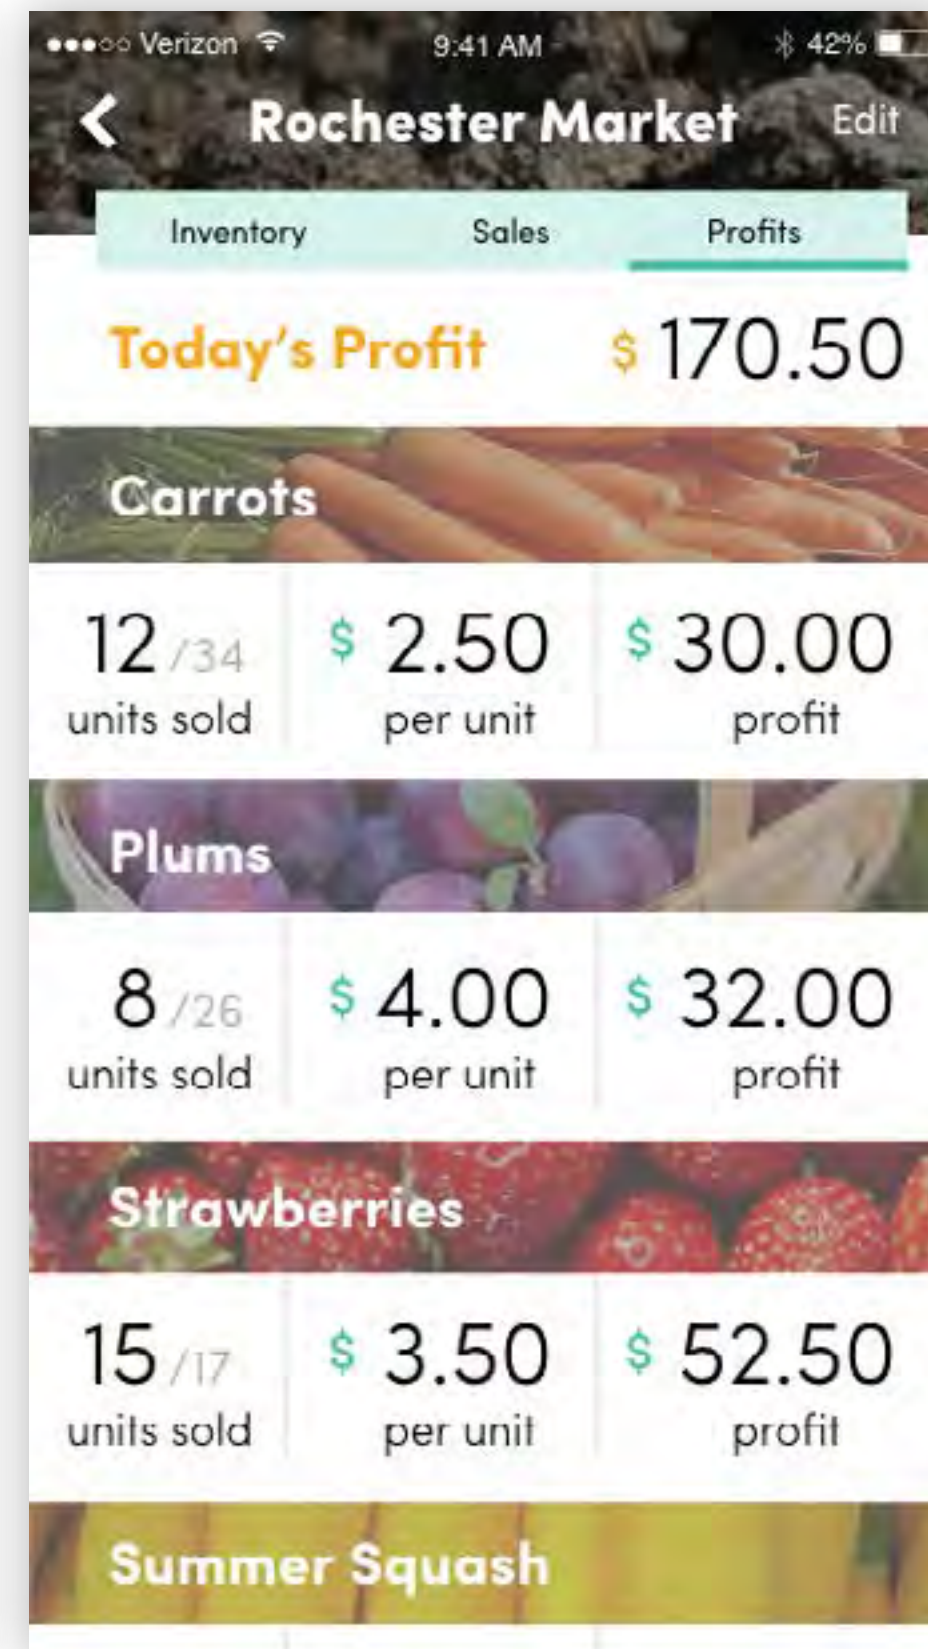 Verizon 9:41 AM 42%
Rochester Market Edit
Inventory Sales Profits
Today's Profit $ 170.50
Carrots
12 /34 $ 2.50 $ 30.00
units sold per unit profit
Plums
8 /26 $ 4.00 $ 32.00
units sold per unit profit
Strawberries
15 /17 $ 3.50 $ 52.50
units sold per unit profit
Summer Squash